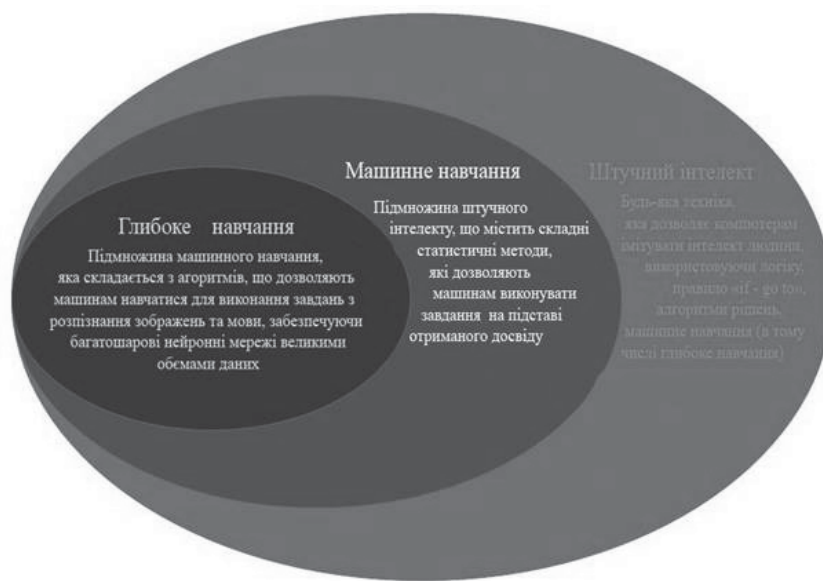 Глибоке навчання
Підмножина машинного навчання,
яка складається з агоритмів, що дозволяють
машинам навчатися для виконання завдань з
розпізнання зображень та мови, забезпечуючи
багатошарові нейронні мережі великими
обємами даних
Машинне навчання
Підмножина штучного
інтелекту, що містить складні
статистичні методи,
які дозволяють
машинам виконувати
завдання на підставі
отриманого досвіду
Штучний інтелект
Будь-яка техніка,
яка дозволяє компютерам
імітувати інтелект людини,
використовуючи логіку,
правило «if - go to»,
алгоритми рішень,
машинне навчання (в тому
числі глибоке навчання)